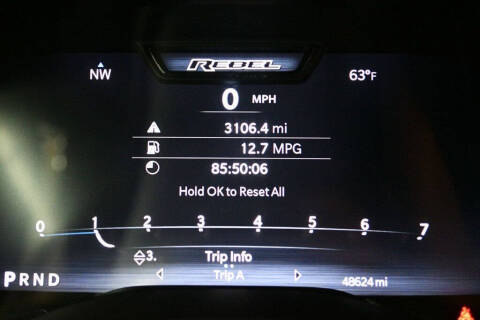 REBEL
NW
63°F
0 MPH
3106.4 mi
12.7 MPG
85:50:06
Hold OK to Reset All
0 1 2 3 4 5 6 7
3. Trip Info
Trip A
PRND
48624 mi